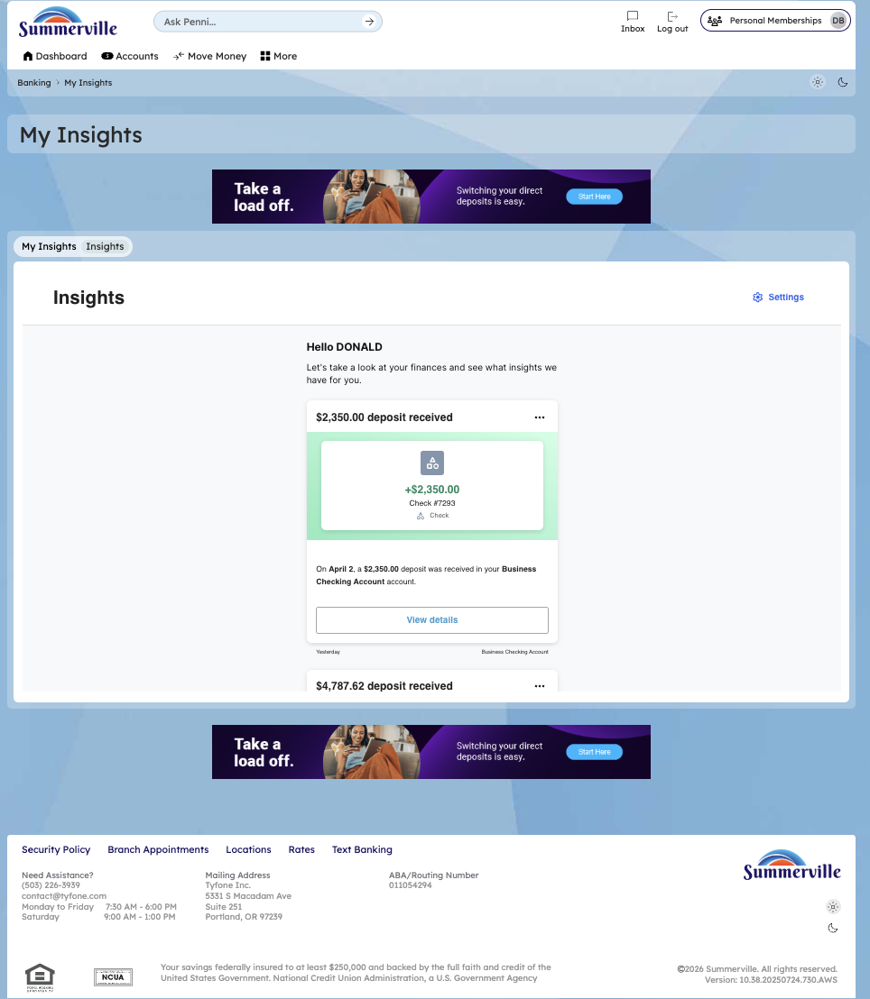 Summerville
Ask Penni...
Inbox
Log out
Personal Memberships
DB
Dashboard
Accounts
Move Money
More
Banking > My Insights
My Insights
Take a
load off.
Switching your direct
deposits is easy.
Start Here
My Insights Insights
Insights
Settings
Hello DONALD
Let's take a look at your finances and see what insights we
have for you.
$2,350.00 deposit received
+$2,350.00
Check #7293
Check
On April 2, a $2,350.00 deposit was received in your Business
Checking Account account.
View details
Yesterday
Business Checking Account
$4,787.62 deposit received
Take a
load off.
Switching your direct
deposits is easy.
Start Here
Security Policy
Branch Appointments
Locations
Rates
Text Banking
Summerville
Need Assistance?
(503) 226-3939
contact@tyfone.com
Monday to Friday 7:30 AM - 6:00 PM
Saturday 9:00 AM - 1:00 PM
Mailing Address
Tyfone Inc.
5331 S Macadam Ave
Suite 251
Portland, OR 97239
ABA/Routing Number
011054294
NCUA
Your savings federally insured to at least $250,000 and backed by the full faith and credit of the
United States Government. National Credit Union Administration, a U.S. Government Agency
©2026 Summerville. All rights reserved.
Version: 10.38.20250724.730.AWS